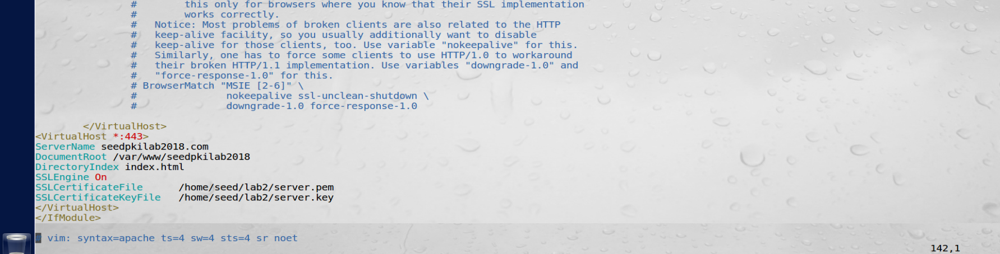 # this only for browsers where you know that their SSL implementation
# works correctly.
# Notice: Most problems of broken clients are also related to the HTTP
# keep-alive facility, so you usually additionally want to disable
# keep-alive for those clients, too. Use variable "nokeepalive" for this.
# Similarly, one has to force some clients to use HTTP/1.0 to workaround
# their broken HTTP/1.1 implementation. Use variables "downgrade-1.0" and
# "force-response-1.0" for this.
# BrowserMatch "MSIE [2-6]" \
# nokeepalive ssl-unclean-shutdown \
# downgrade-1.0 force-response-1.0
</VirtualHost>
<VirtualHost *:443>
ServerName seedpkilab2018.com
DocumentRoot /var/www/seedpkilab2018
DirectoryIndex index.html
SSLEngine On
SSLCertificateFile /home/seed/lab2/server.pem
SSLCertificateKeyFile /home/seed/lab2/server.key
</VirtualHost>
</IfModule>
# vim: syntax=apache ts=4 sw=4 sts=4 sr noet
142,1